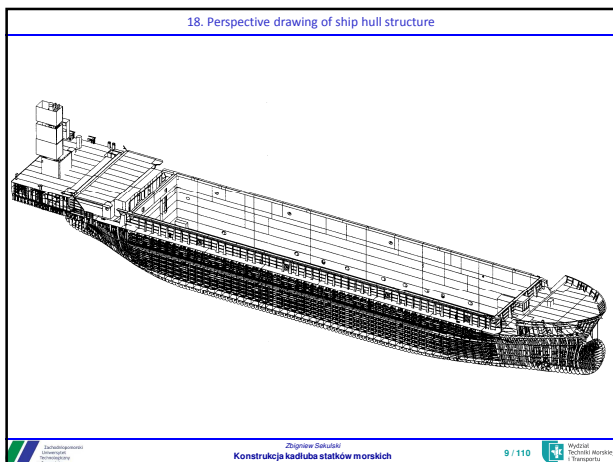 18. Perspective drawing of ship hull structure
Zachodniopomorski
Uniwersytet
Technologiczny
Zbigniew Sekulski
Konstrukcja kadłuba statków morskich
9 / 110
Wydział
Techniki Morskiej
i Transportu